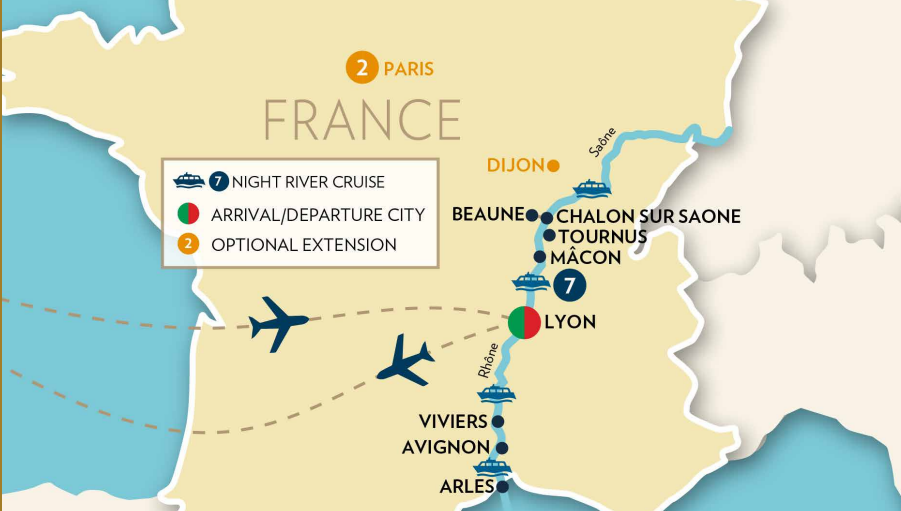 2 PARIS
FRANCE
Saône
DIJON
7 NIGHT RIVER CRUISE
ARRIVAL/DEPARTURE CITY
2 OPTIONAL EXTENSION
BEAUNE
CHALON SUR SAONE
TOURNUS
MÂCON
7
LYON
Rhône
VIVIERS
AVIGNON
ARLES